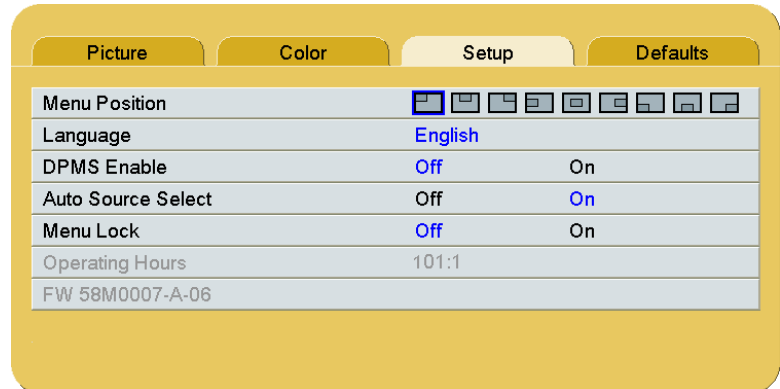 Picture Color Setup Defaults
Menu Position
Language English
DPMS Enable Off On
Auto Source Select Off On
Menu Lock Off On
Operating Hours 101:1
FW 58M0007-A-06